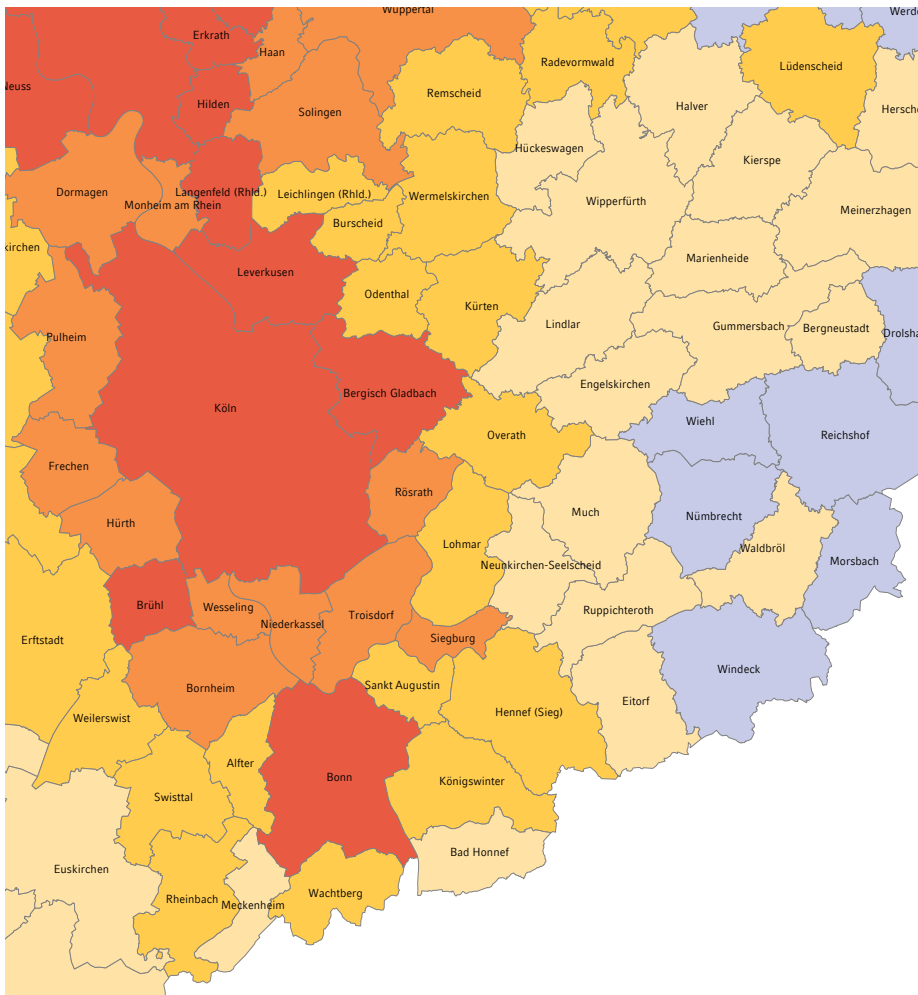 Wuppertal
Werd
Erkrath
Haan
Radevormwald
Lüdenscheid
Neuss
Remscheid
Hilden
Solingen
Halver
Hersche
Hückeswagen
Kierspe
Dormagen
Langenfeld (Rhld.)
Leichlingen (Rhld.)
Wermelskirchen
Monheim am Rhein
Wipperfürth
Meinerzhagen
Burscheid
kirchen
Marienheide
Leverkusen
Odenthal
Kürten
Lindlar
Gummersbach
Bergneustadt
Drolsha
Pulheim
Engelskirchen
Bergisch Gladbach
Köln
Wiehl
Overath
Reichshof
Frechen
Rösrath
Much
Nümbrecht
Hürth
Lohmar
Waldbröl
Neunkirchen-Seelscheid
Morsbach
Brühl
Wesseling
Niederkassel
Troisdorf
Ruppichteroth
Erftstadt
Siegburg
Windeck
Bornheim
Sankt Augustin
Eitorf
Weilerswist
Hennef (Sieg)
Alfter
Bonn
Königswinter
Swisttal
Bad Honnef
Euskirchen
Rheinbach
Meckenheim
Wachtberg